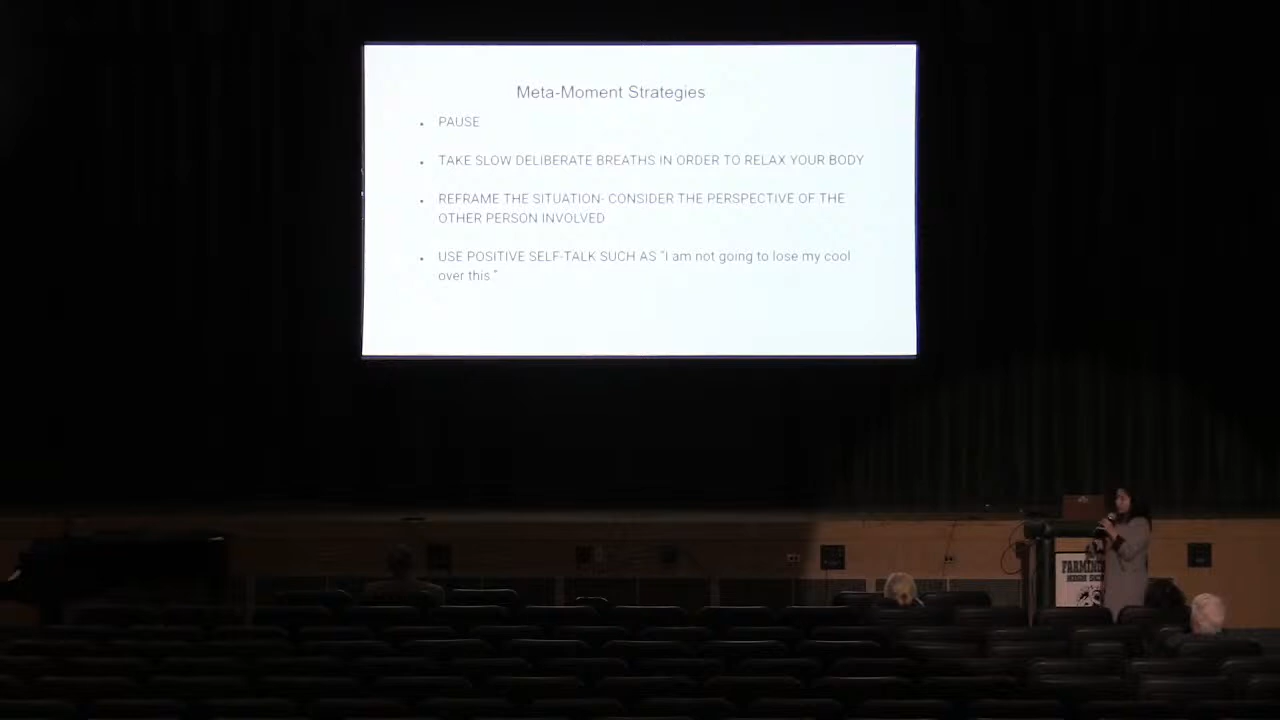 Meta-Moment Strategies
• PAUSE
• TAKE SLOW DELIBERATE BREATHS IN ORDER TO RELAX YOUR BODY
• REFRAME THE SITUATION- CONSIDER THE PERSPECTIVE OF THE
OTHER PERSON INVOLVED
• USE POSITIVE SELF-TALK SUCH AS "I am not going to lose my cool
over this "
HIGH